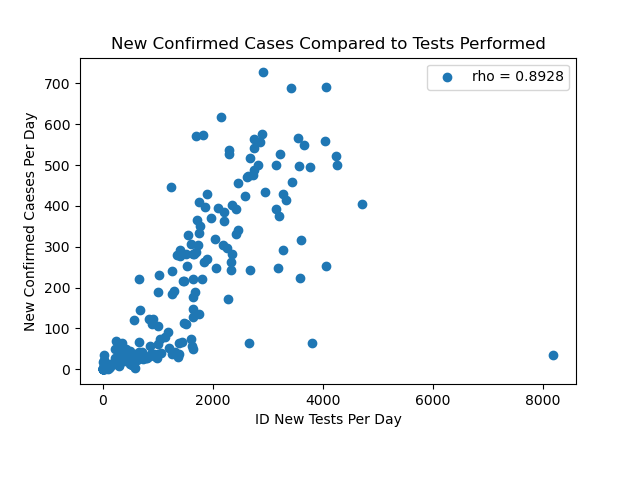 New Confirmed Cases Compared to Tests Performed
rho = 0.8928
700
600
500
400
300
200
100
0
New Confirmed Caeses Per Day
0 2000 4000 6000 8000
ID New Tests Per Day